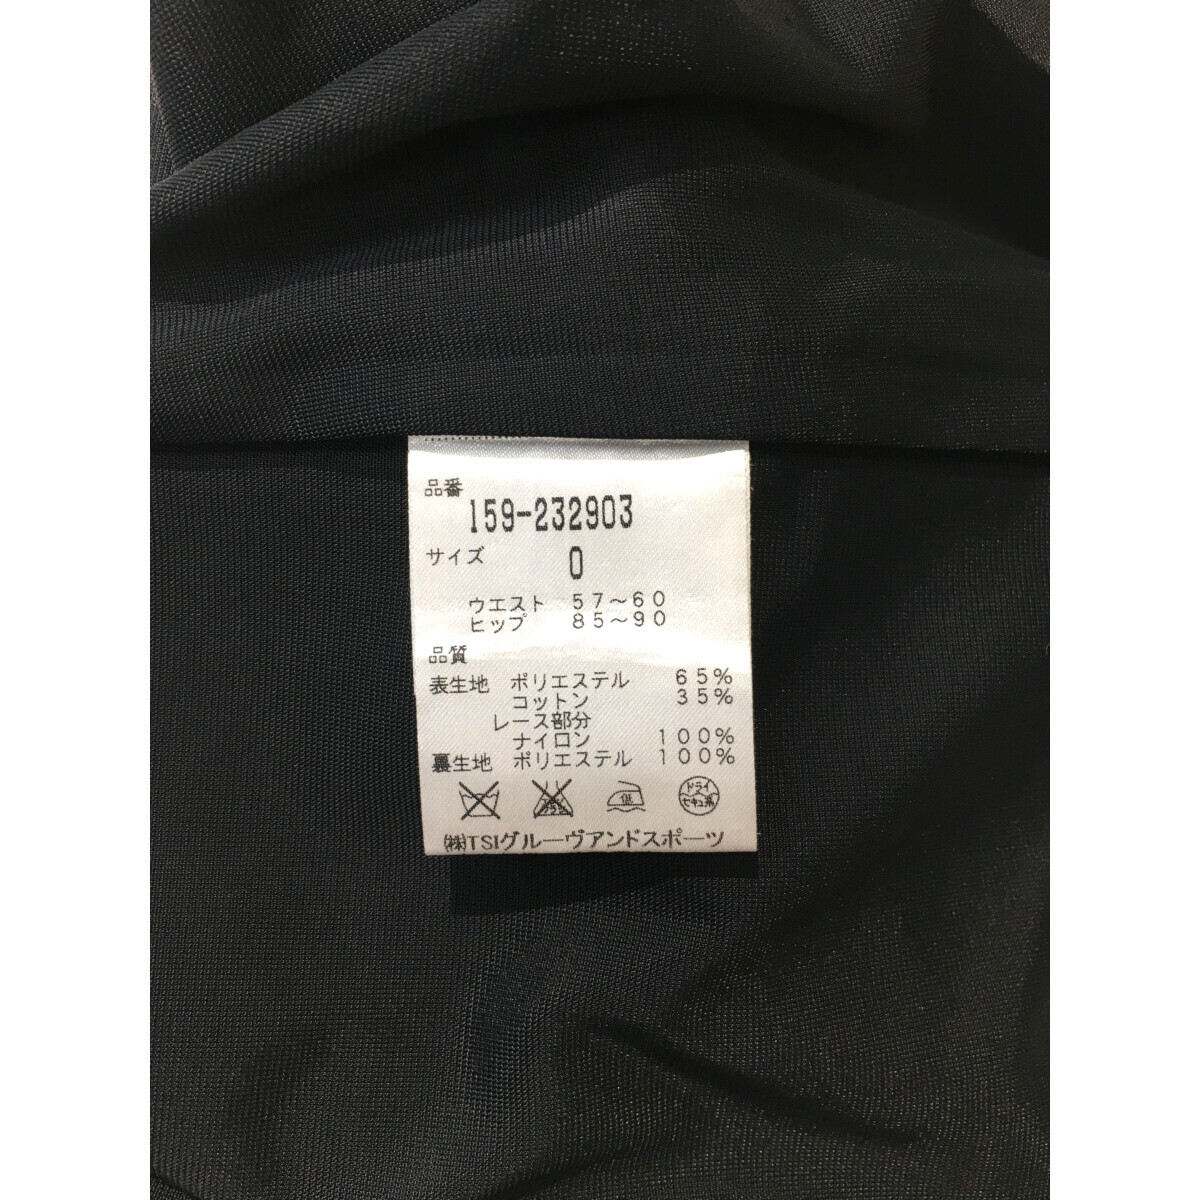 品番
159-232903
サイズ 0
ウエスト 57～60
ヒップ 85～90
品質
表生地 ポリエステル 65%
コットン 35%
レース部分
ナイロン 100%
裏生地 ポリエステル 100%
低 ドライ セキユ系
㈱TSIグルーヴアンドスポーツ